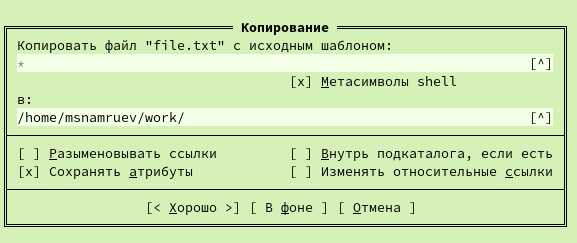 Копирование
Копировать файл "file.txt" с исходным шаблоном:
* [^]
[x] Метасимволы shell
в:
/home/msnamruev/work/ [^]
[ ] Разыменовывать ссылки [ ] Внутрь подкаталога, если есть
[x] Сохранять атрибуты [ ] Изменять относительные ссылки
[< Хорошо >] [ В фоне ] [ Отмена ]